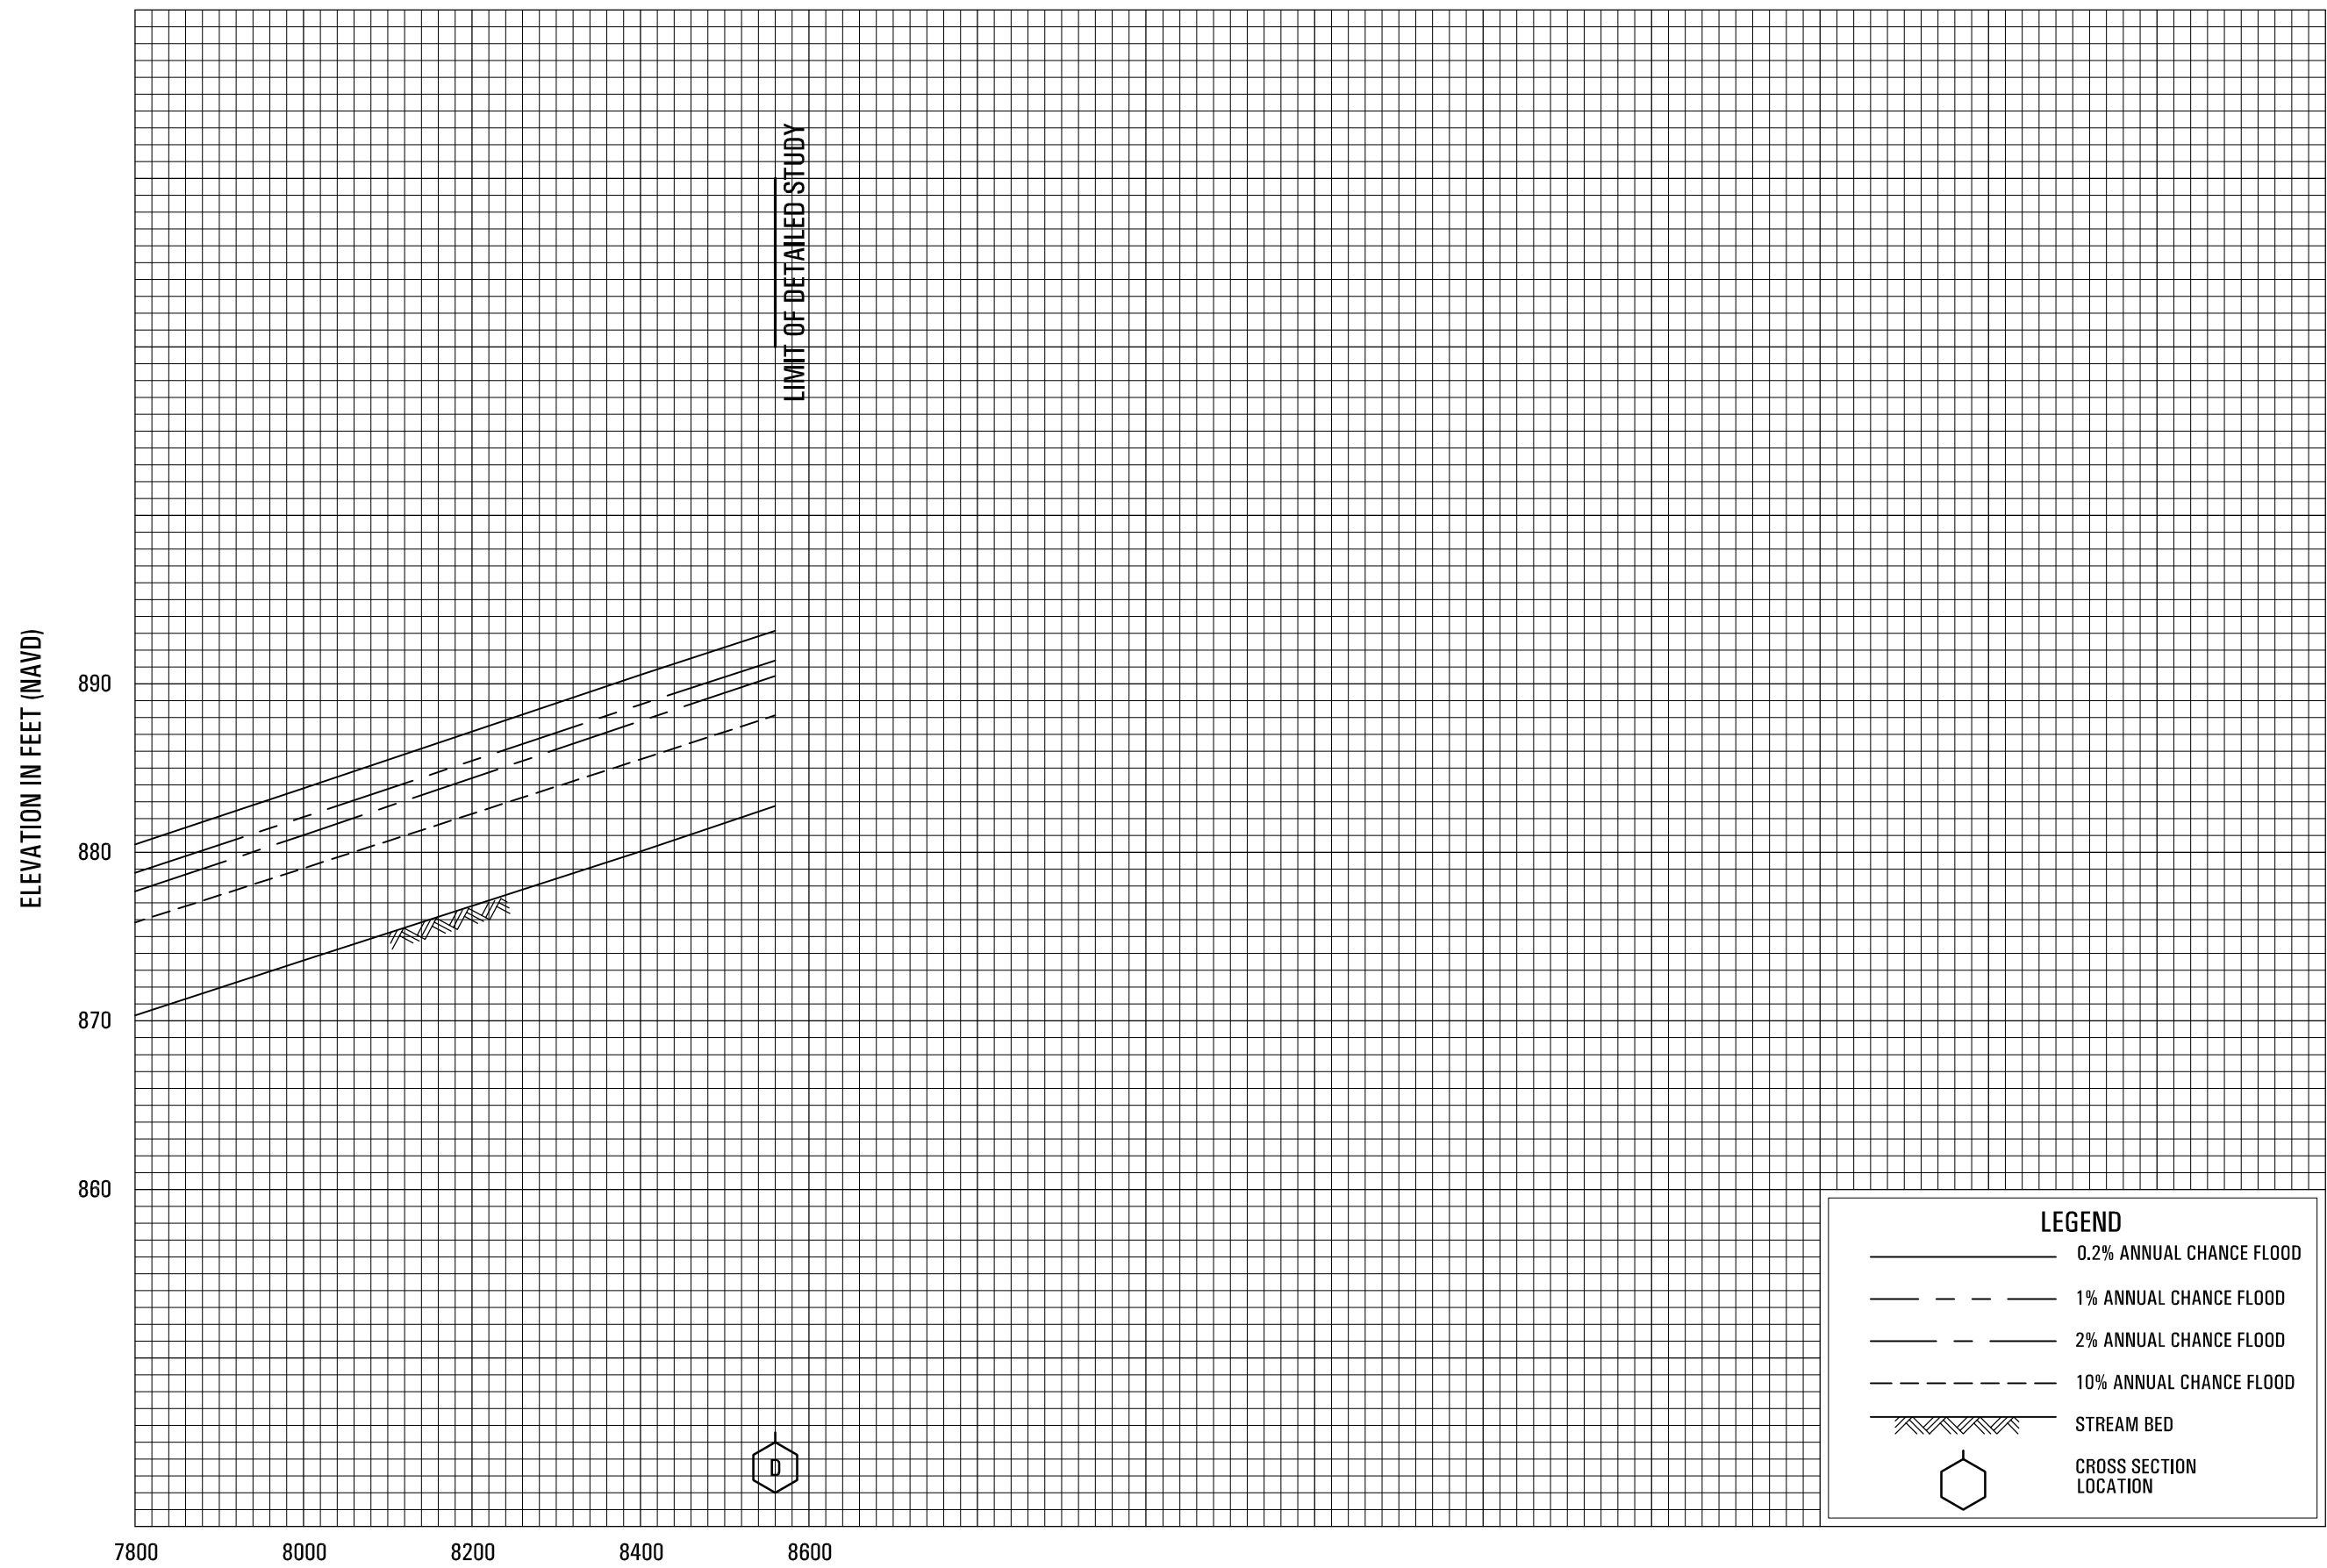 LIMIT OF DETAILED STUDY
ELEVATION IN FEET (NAVD)
890
880
870
860
LEGEND
0.2% ANNUAL CHANCE FLOOD
1% ANNUAL CHANCE FLOOD
2% ANNUAL CHANCE FLOOD
10% ANNUAL CHANCE FLOOD
STREAM BED
CROSS SECTION
LOCATION
D
7800 8000 8200 8400 8600